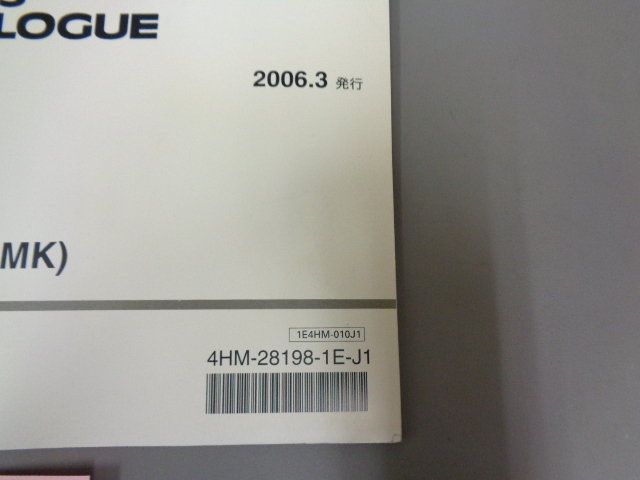 LOGUE
2006.3 発行
MK)
1E4HM-010J1
4HM-28198-1E-J1